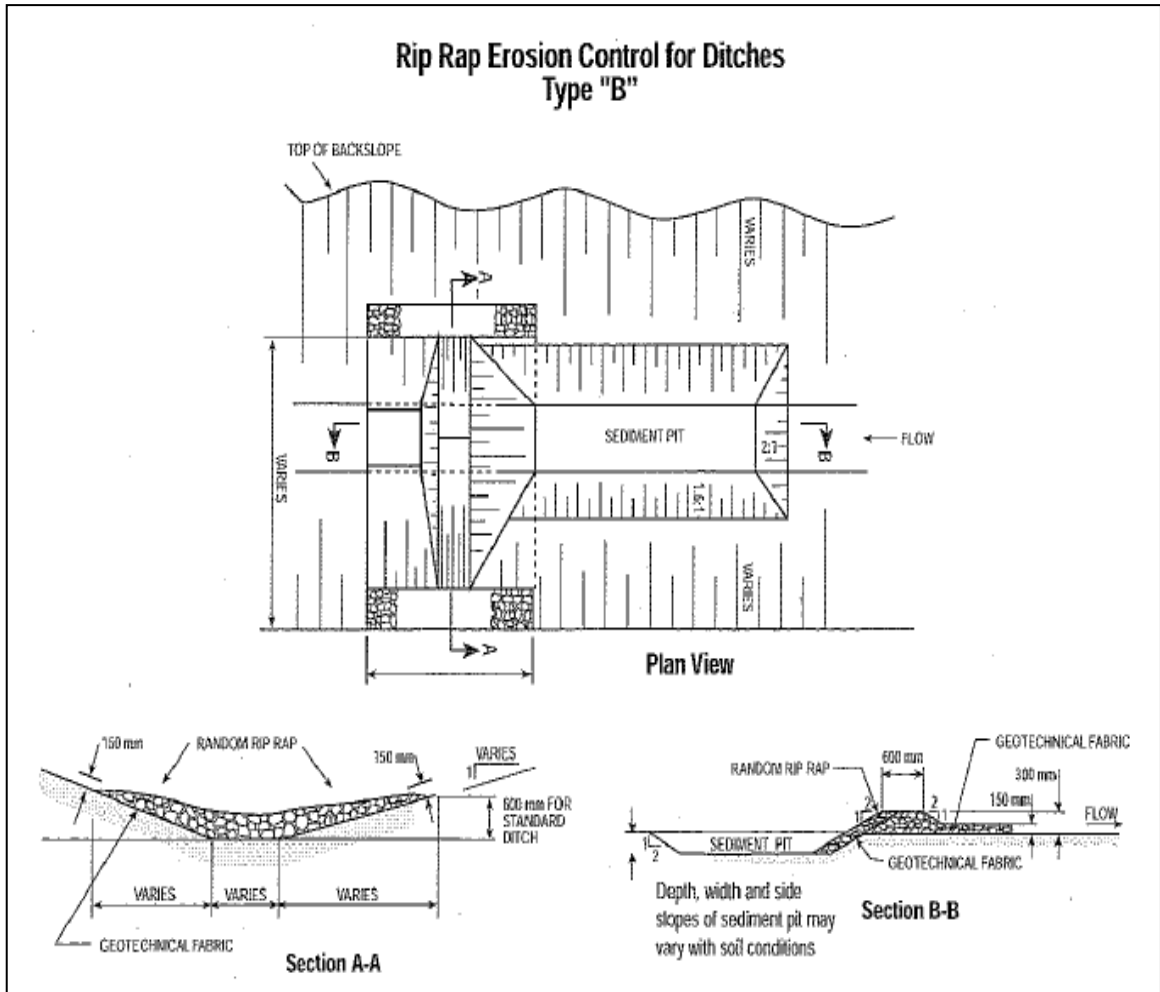 Rip Rap Erosion Control for Ditches
Type "B"
TOP OF BACKSLOPE
VARIES
A
B
SEDIMENT PIT
2:1
B
FLOW
VARIES
1.5:1
VARIES
A
Plan View
150 mm
RANDOM RIP RAP
150 mm
VARIES
1
600 mm FOR
STANDARD
DITCH
VARIES
VARIES
VARIES
GEOTECHNICAL FABRIC
Section A-A
600 mm
GEOTECHNICAL FABRIC
RANDOM RIP RAP
300 mm
150 mm
2
1
2
1
FLOW
1
2
SEDIMENT PIT
GEOTECHNICAL FABRIC
Depth, width and side
slopes of sediment pit may
vary with soil conditions
Section B-B